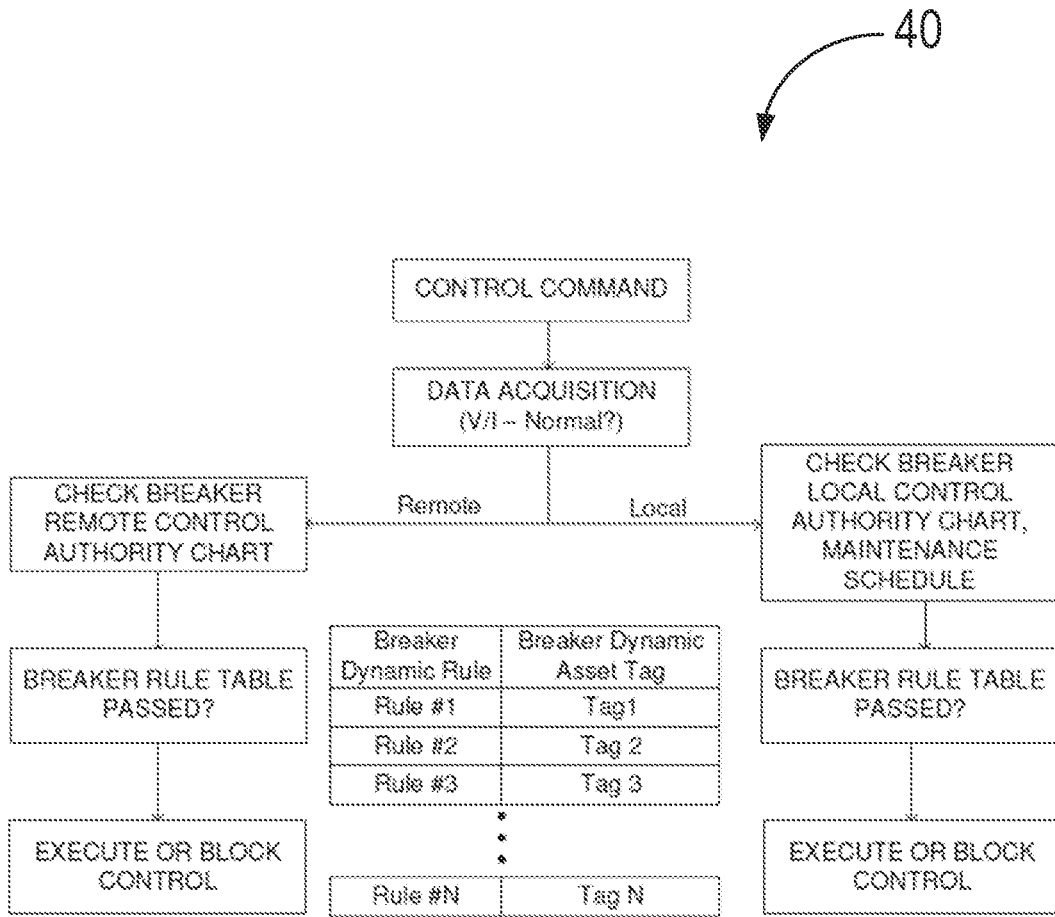 40
CONTROL COMMAND
DATA ACQUISITION
(V/I – Normal?)
Remote
Local
CHECK BREAKER
REMOTE CONTROL
AUTHORITY CHART
CHECK BREAKER
LOCAL CONTROL
AUTHORITY CHART,
MAINTENANCE
SCHEDULE
BREAKER RULE TABLE
PASSED?
Breaker
Dynamic Rule
Breaker Dynamic
Asset Tag
Rule #1
Tag1
Rule #2
Tag 2
Rule #3
Tag 3
Rule #N
Tag N
BREAKER RULE TABLE
PASSED?
EXECUTE OR BLOCK
CONTROL
EXECUTE OR BLOCK
CONTROL